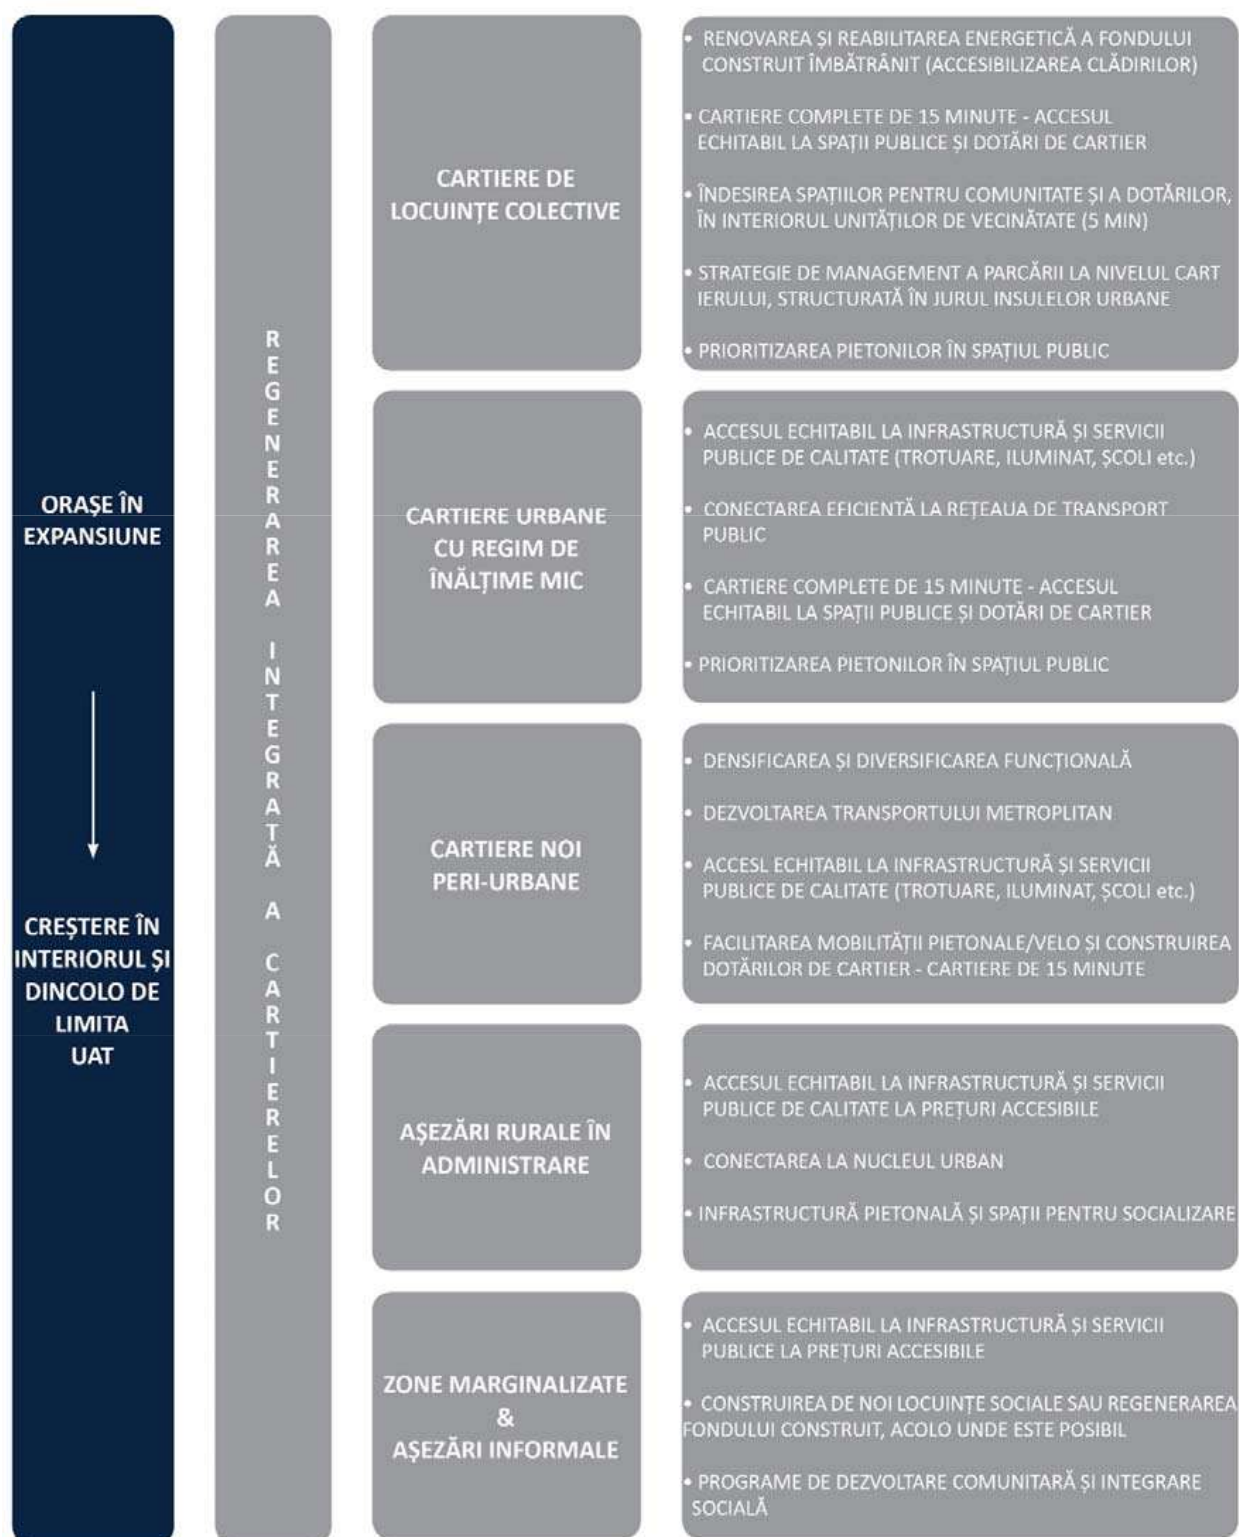 ORAȘE ÎN
EXPANSIUNE
CREȘTERE ÎN
INTERIORUL ȘI
DINCOLO DE
LIMITA
UAT
REGENERAREA INTEGRATĂ A CARTIERELOR
CARTIERE DE
LOCUINȚE COLECTIVE
• RENOVAREA ȘI REABILITAREA ENERGETICĂ A FONDULUI
CONSTRUIT ÎMBĂTRÂNIT (ACCESIBILIZAREA CLĂDIRILOR)
• CARTIERE COMPLETE DE 15 MINUTE - ACCESUL
ECHITABIL LA SPAȚII PUBLICE ȘI DOTĂRI DE CARTIER
• ÎNDESIREA SPAȚIILOR PENTRU COMUNITATE ȘI A DOTĂRILOR,
ÎN INTERIORUL UNITĂȚILOR DE VECINĂTATE (5 MIN)
• STRATEGIE DE MANAGEMENT A PARCĂRII LA NIVELUL CART
IERULUI, STRUCTURATĂ ÎN JURUL INSULELOR URBANE
• PRIORITIZAREA PIETONILOR ÎN SPAȚIUL PUBLIC
CARTIERE URBANE
CU REGIM DE
ÎNĂLȚIME MIC
• ACCESUL ECHITABIL LA INFRASTRUCTURĂ ȘI SERVICII
PUBLICE DE CALITATE (TROTUARE, ILUMINAT, ȘCOLI etc.)
• CONECTAREA EFICIENTĂ LA REȚEAUA DE TRANSPORT
PUBLIC
• CARTIERE COMPLETE DE 15 MINUTE - ACCESUL
ECHITABIL LA SPAȚII PUBLICE ȘI DOTĂRI DE CARTIER
• PRIORITIZAREA PIETONILOR ÎN SPAȚIUL PUBLIC
CARTIERE NOI
PERI-URBANE
• DENSIFICAREA ȘI DIVERSIFICAREA FUNCȚIONALĂ
• DEZVOLTAREA TRANSPORTULUI METROPLITAN
• ACCESL ECHITABIL LA INFRASTRUCTURĂ ȘI SERVICII
PUBLICE DE CALITATE (TROTUARE, ILUMINAT, ȘCOLI etc.)
• FACILITAREA MOBILITĂȚII PIETONALE/VELO ȘI CONSTRUIREA
DOTĂRILOR DE CARTIER - CARTIERE DE 15 MINUTE
AȘEZĂRI RURALE ÎN
ADMINISTRARE
• ACCESUL ECHITABIL LA INFRASTRUCTURĂ ȘI SERVICII
PUBLICE DE CALITATE LA PREȚURI ACCESIBILE
• CONECTAREA LA NUCLEUL URBAN
• INFRASTRUCTURĂ PIETONALĂ ȘI SPAȚII PENTRU SOCIALIZARE
ZONE MARGINALIZATE
&
AȘEZĂRI INFORMALE
• ACCESUL ECHITABIL LA INFRASTRUCTURĂ ȘI SERVICII
PUBLICE LA PREȚURI ACCESIBILE
• CONSTRUIREA DE NOI LOCUINȚE SOCIALE SAU REGENERAREA
FONDULUI CONSTRUIT, ACOLO UNDE ESTE POSIBIL
• PROGRAME DE DEZVOLTARE COMUNITARĂ ȘI INTEGRARE
SOCIALĂ